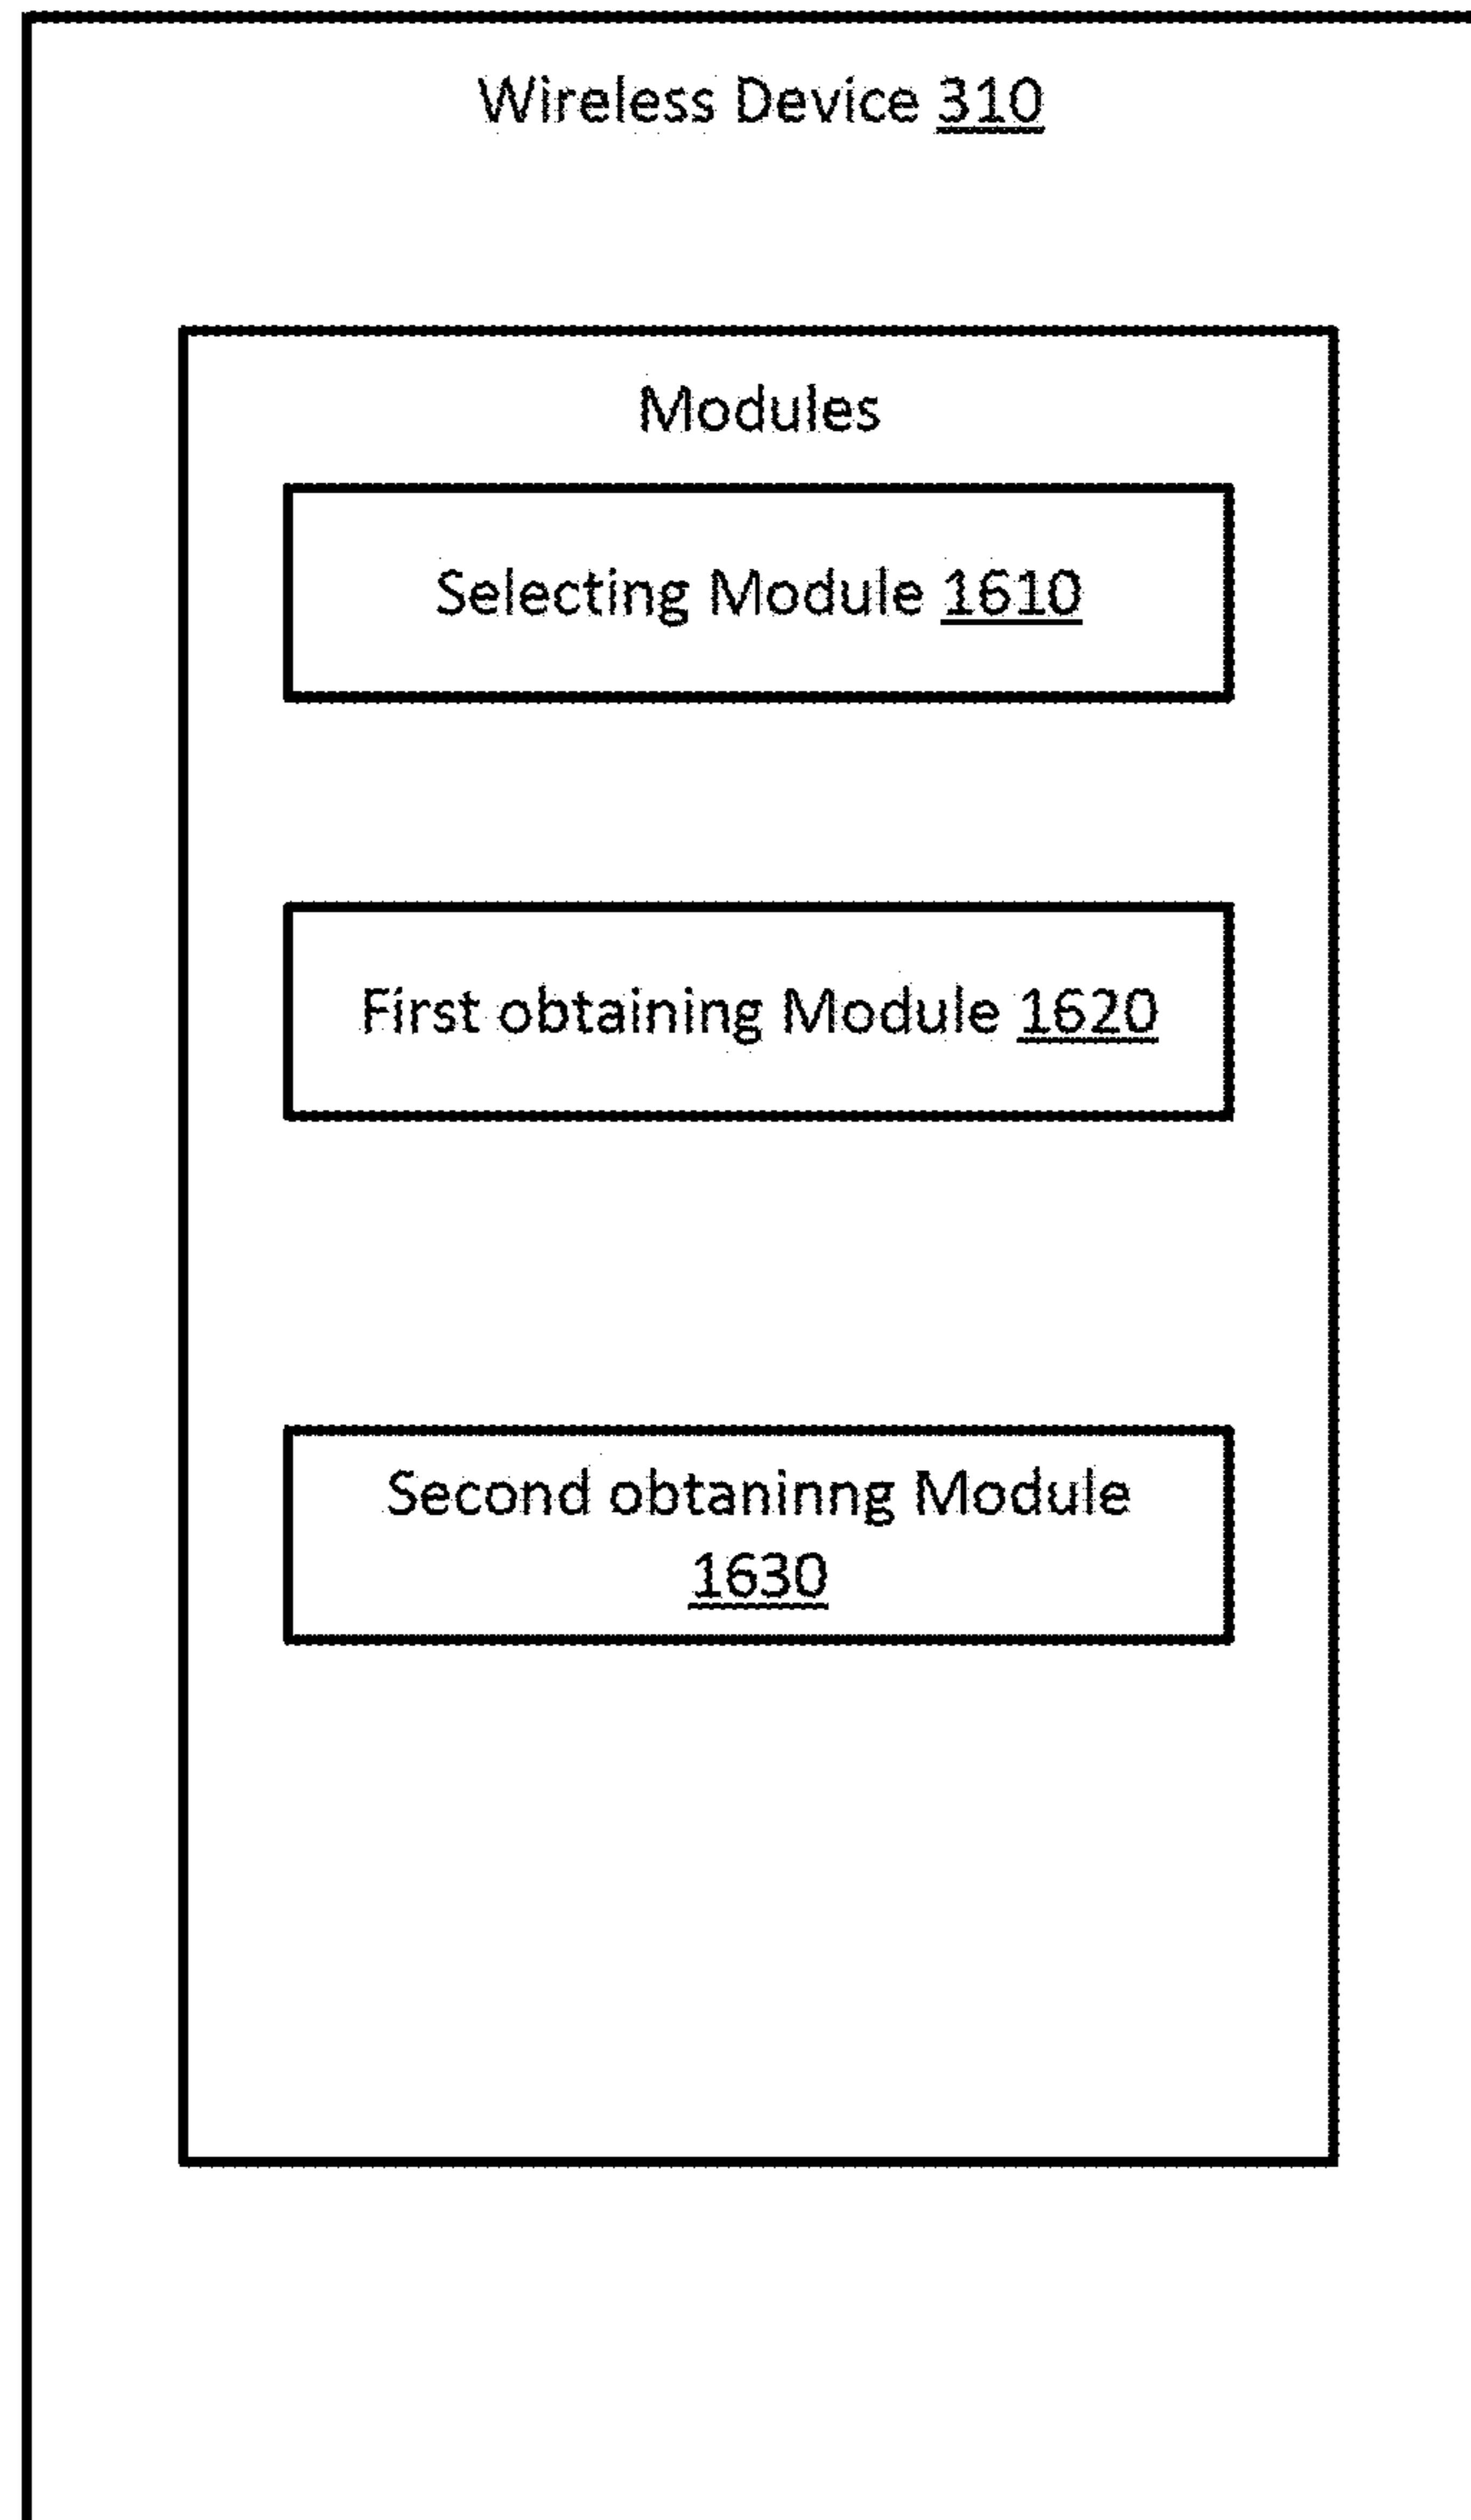 Wireless Device 310
Modules
Selecting Module 1610
First obtaining Module 1620
Second obtaninng Module
1630